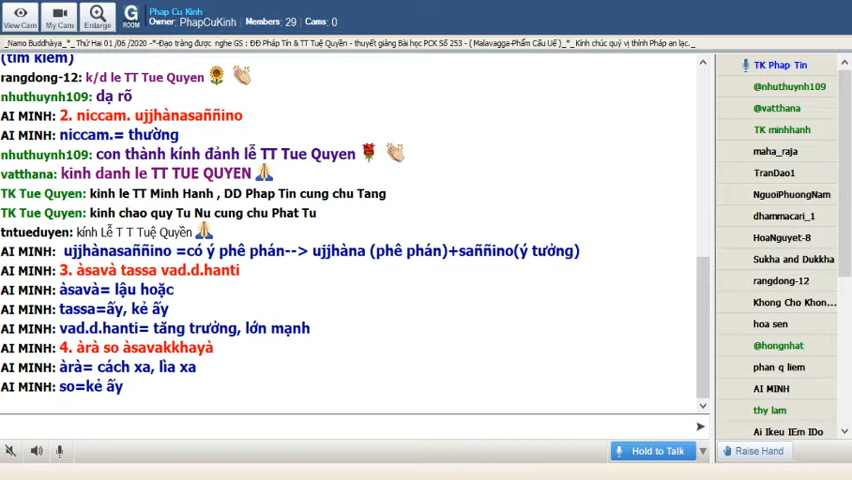 Phap Cu Kinh
Owner: PhapCuKinh Members: 29 Cams: 0
View Cam
My Cam
Enlarge
G
ROOM
_Namo Buddhàya_*_ Thứ Hai 01 /06 /2020 -*-Đạo tràng được nghe GS : ĐĐ Pháp Tín & TT Tuệ Quyền - thuyết giảng Bài học PCK Số 253 - ( Malavagga-Phẩm Cấu Uế )_*_ Kính chúc quý vị thính Pháp an lạc._
(tìm kiếm)
rangdong-12: k/d le TT Tue Quyen
nhuthuynh109: dạ rõ
AI MINH: 2. niccam. ujjhànasaññino
AI MINH: niccam.= thường
nhuthuynh109: con thành kính đảnh lễ TT Tue Quyen
vatthana: kinh danh le TT TUE QUYEN
TK Tue Quyen: kinh le TT Minh Hanh , DD Phap Tin cung chu Tang
TK Tue Quyen: kinh chao quy Tu Nu cung chu Phat Tu
tntueduyen: kính Lễ T T Tuệ Quyền
AI MINH: ujjhànasaññino =có ý phê phán--> ujjhàna (phê phán)+saññino(ý tưởng)
AI MINH: 3. àsavà tassa vad.d.hanti
AI MINH: àsavà= lậu hoặc
AI MINH: tassa=ấy, kẻ ấy
AI MINH: vad.d.hanti= tăng trưởng, lớn mạnh
AI MINH: 4. àrà so àsavakkhayà
AI MINH: àrà= cách xa, lìa xa
AI MINH: so=kẻ ấy
Hold to Talk
TK Phap Tin
@nhuthuynh109
@vatthana
TK minhhanh
maha_raja
TranDao1
NguoiPhuongNam
dhammacari_1
HoaNguyet-8
Sukha and Dukkha
rangdong-12
Khong Cho Khon...
hoa sen
@hongnhat
phan q liem
AI MINH
thy lam
Ai Ikeu IEm IDo
Raise Hand